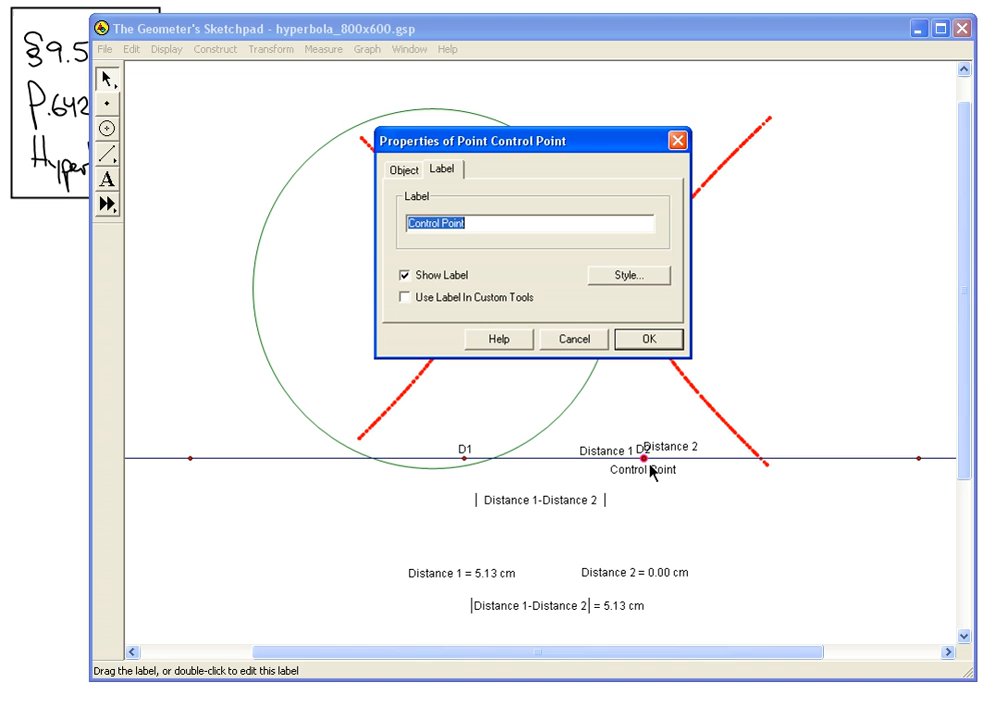 §9.5
P.642
Hyper
The Geometer's Sketchpad - hyperbola_800x600.gsp
File Edit Display Construct Transform Measure Graph Window Help
A
Properties of Point Control Point
Object Label
Label
Control Point
Show Label
Style...
Use Label In Custom Tools
Help Cancel OK
D1
Distance 1 D2 Distance 2
Control Point
| Distance 1-Distance 2 |
Distance 1 = 5.13 cm Distance 2 = 0.00 cm
|Distance 1-Distance 2| = 5.13 cm
Drag the label, or double-click to edit this label